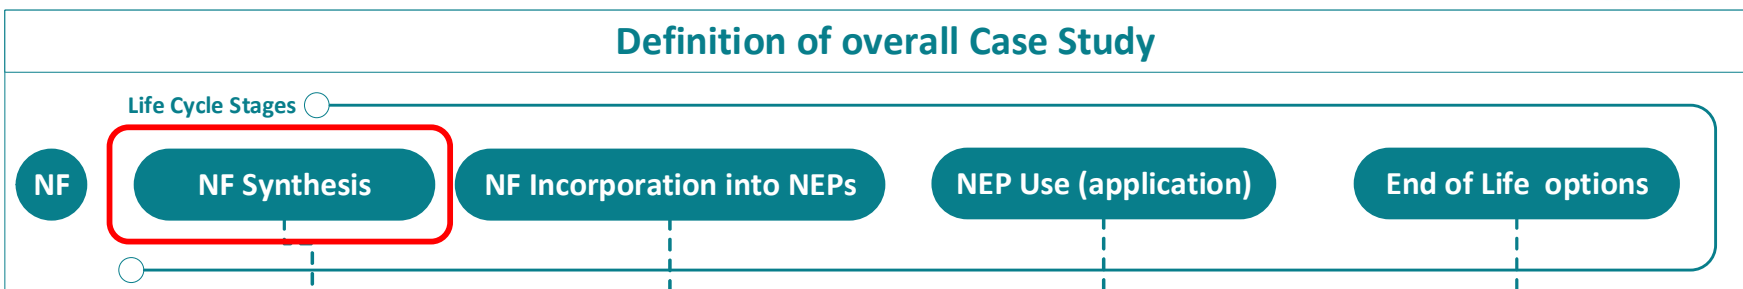 Definition of overall Case Study
Life Cycle Stages
NF
NF Synthesis
NF Incorporation into NEPs
NEP Use (application)
End of Life options